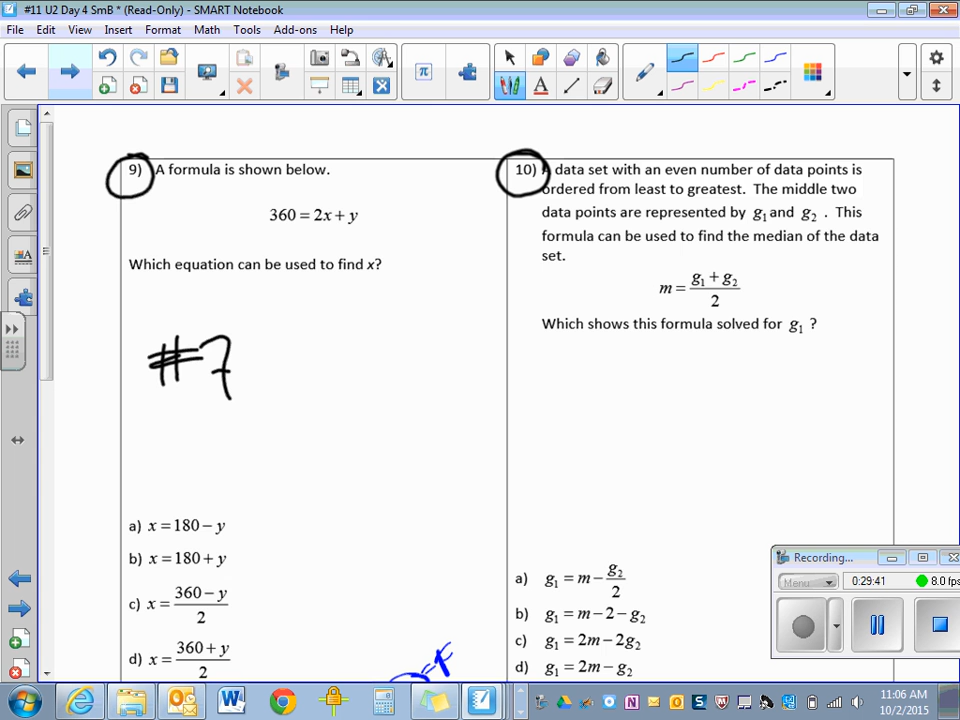 #11 U2 Day 4 SmB * (Read-Only) - SMART Notebook
File Edit View Insert Format Math Tools Add-ons Help
9) A formula is shown below.
360 = 2x + y
Which equation can be used to find x?
#7
a) x = 180 − y
b) x = 180 + y
c) x = (360 − y)/2
d) x = (360 + y)/2
10) A data set with an even number of data points is
ordered from least to greatest. The middle two
data points are represented by g₁ and g₂ . This
formula can be used to find the median of the data
set.
m = (g₁ + g₂)/2
Which shows this formula solved for g₁ ?
a) g₁ = m − g₂/2
b) g₁ = m − 2 − g₂
c) g₁ = 2m − 2g₂
d) g₁ = 2m − g₂
Recording...
Menu 0:29:41 8.0 fps
11:06 AM
10/2/2015